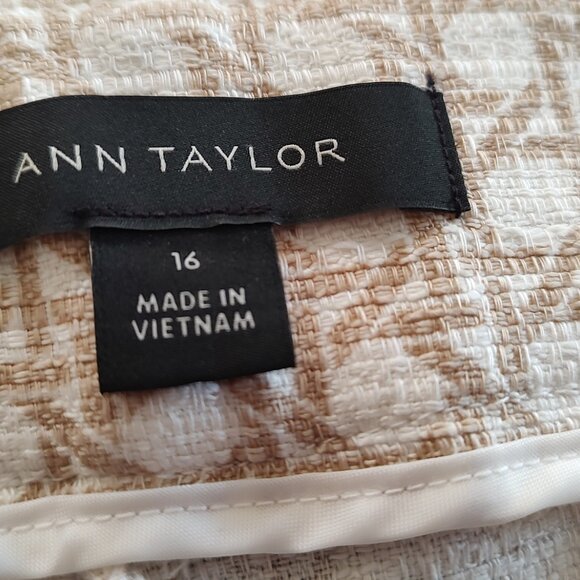 ANN TAYLOR
16
MADE IN
VIETNAM